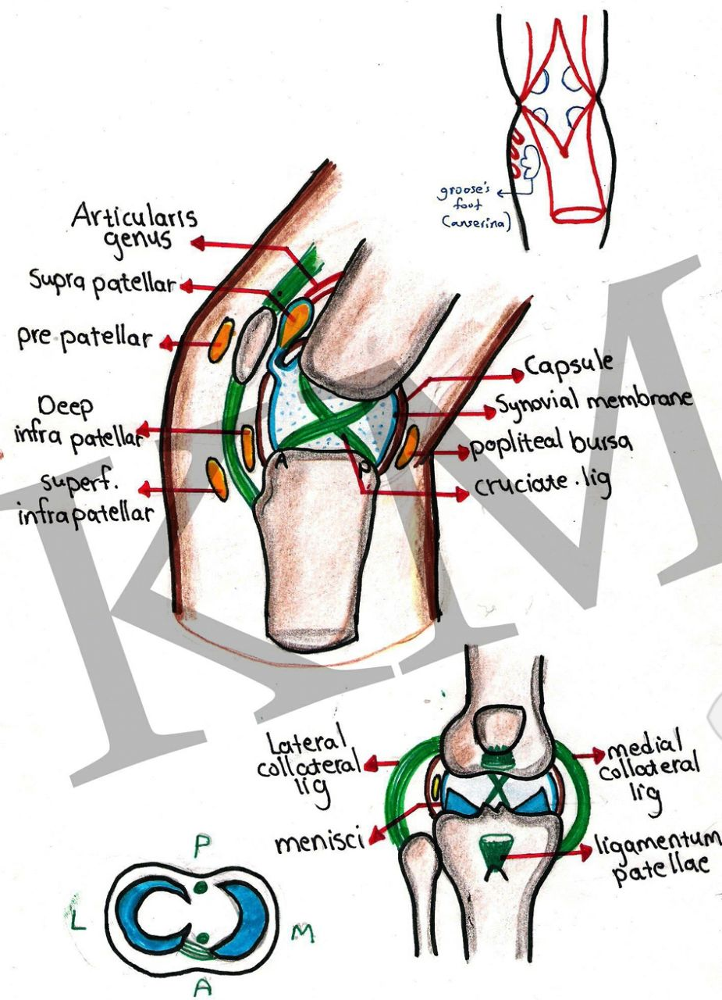 groose's
foot
(anserina)
Articularis
genus
Supra patellar
pre patellar
Deep
infra patellar
superf.
infrapatellar
Capsule
Synovial membrane
popliteal bursa
cruciate . lig
A
P
KM
Lateral
collateral
lig
menisci
medial
collateral
lig
ligamentum
patellae
P
L
M
A